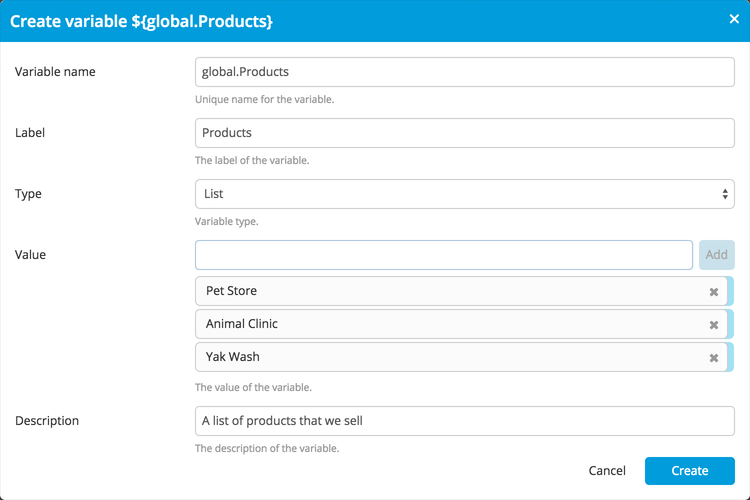 Create variable ${global.Products}
×
Variable name
global.Products
Unique name for the variable.
Label
Products
The label of the variable.
Type
List
Variable type.
Value
Add
Pet Store
Animal Clinic
Yak Wash
The value of the variable.
Description
A list of products that we sell
The description of the variable.
Cancel
Create